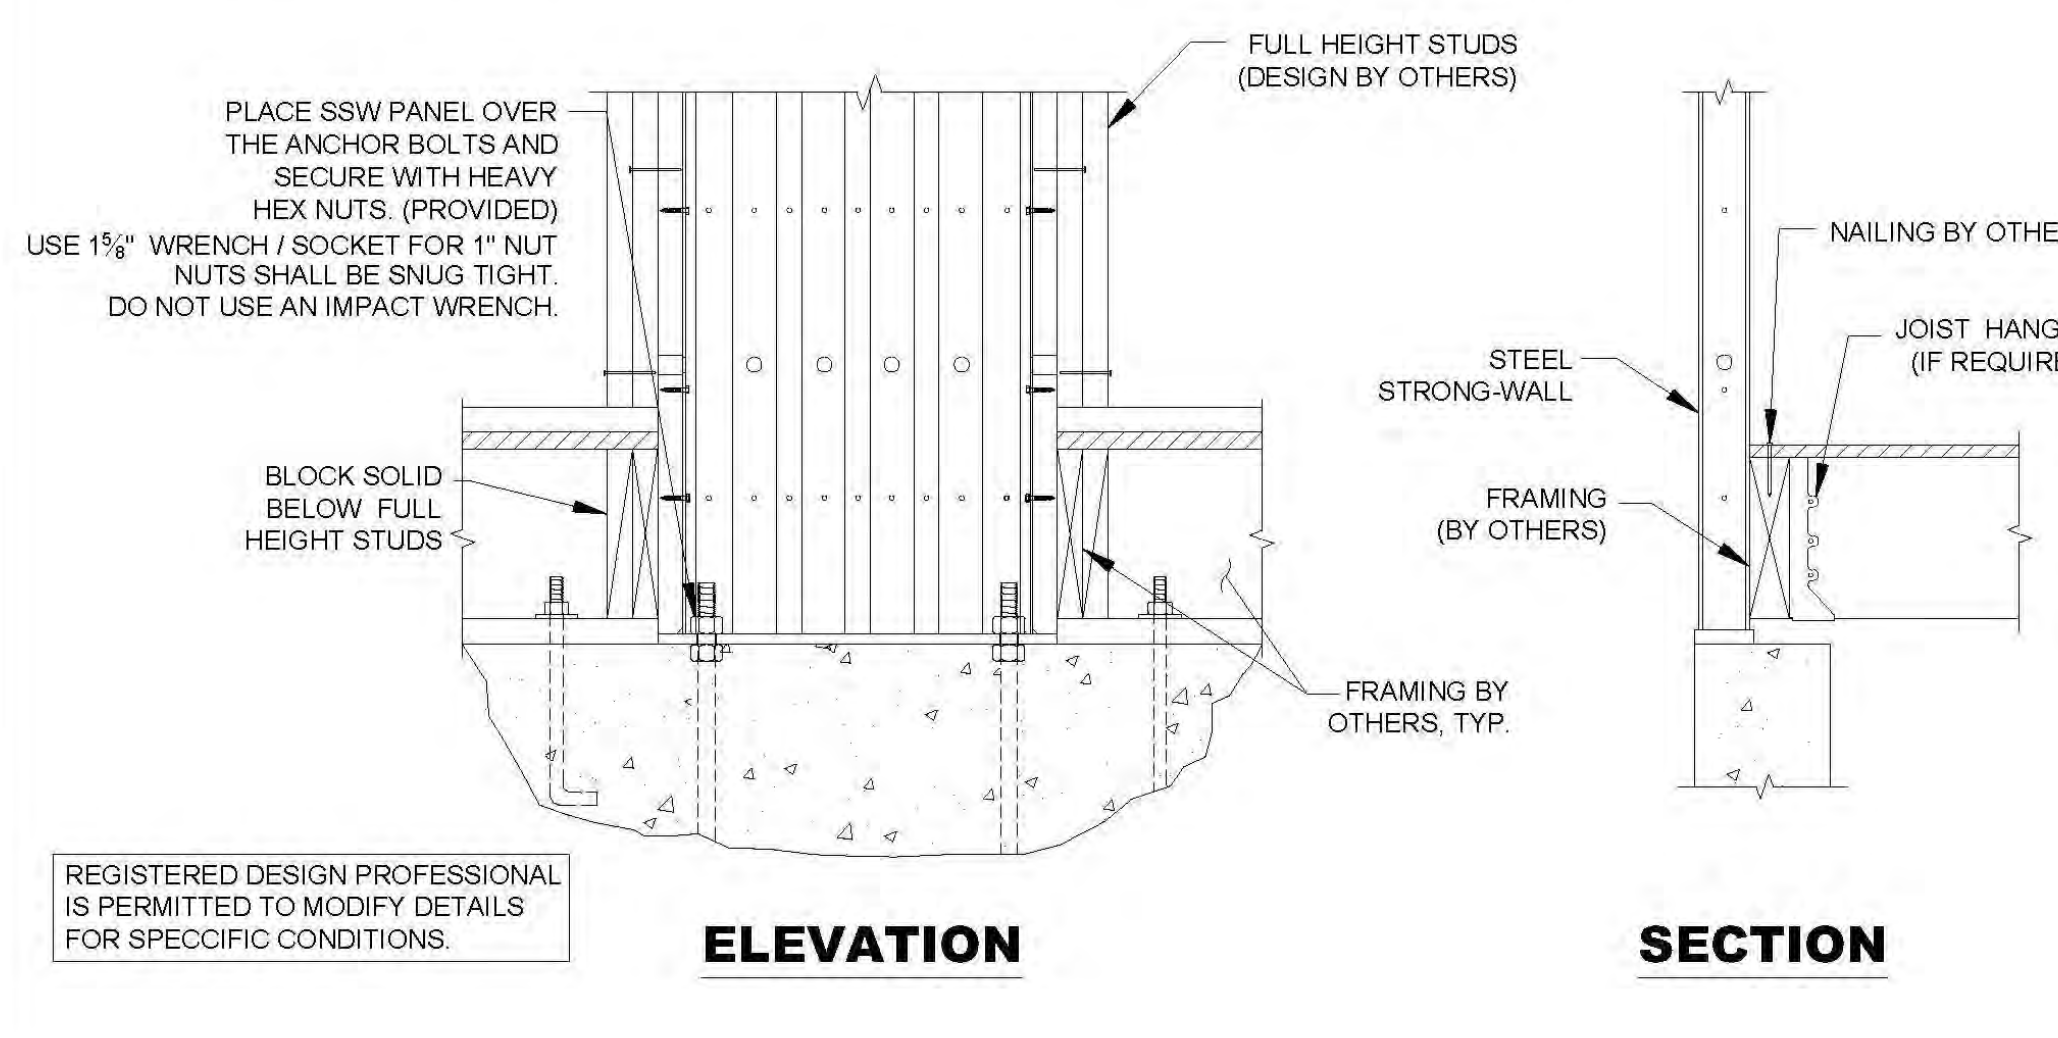 FULL HEIGHT STUDS
(DESIGN BY OTHERS)
PLACE SSW PANEL OVER
THE ANCHOR BOLTS AND
SECURE WITH HEAVY
HEX NUTS. (PROVIDED)
USE 1⅝" WRENCH / SOCKET FOR 1" NUT
NUTS SHALL BE SNUG TIGHT.
DO NOT USE AN IMPACT WRENCH.
BLOCK SOLID
BELOW FULL
HEIGHT STUDS
FRAMING BY
OTHERS, TYP.
NAILING BY OTHE
JOIST HANG
(IF REQUIRE
STEEL
STRONG-WALL
FRAMING
(BY OTHERS)
REGISTERED DESIGN PROFESSIONAL
IS PERMITTED TO MODIFY DETAILS
FOR SPECCIFIC CONDITIONS.
ELEVATION
SECTION